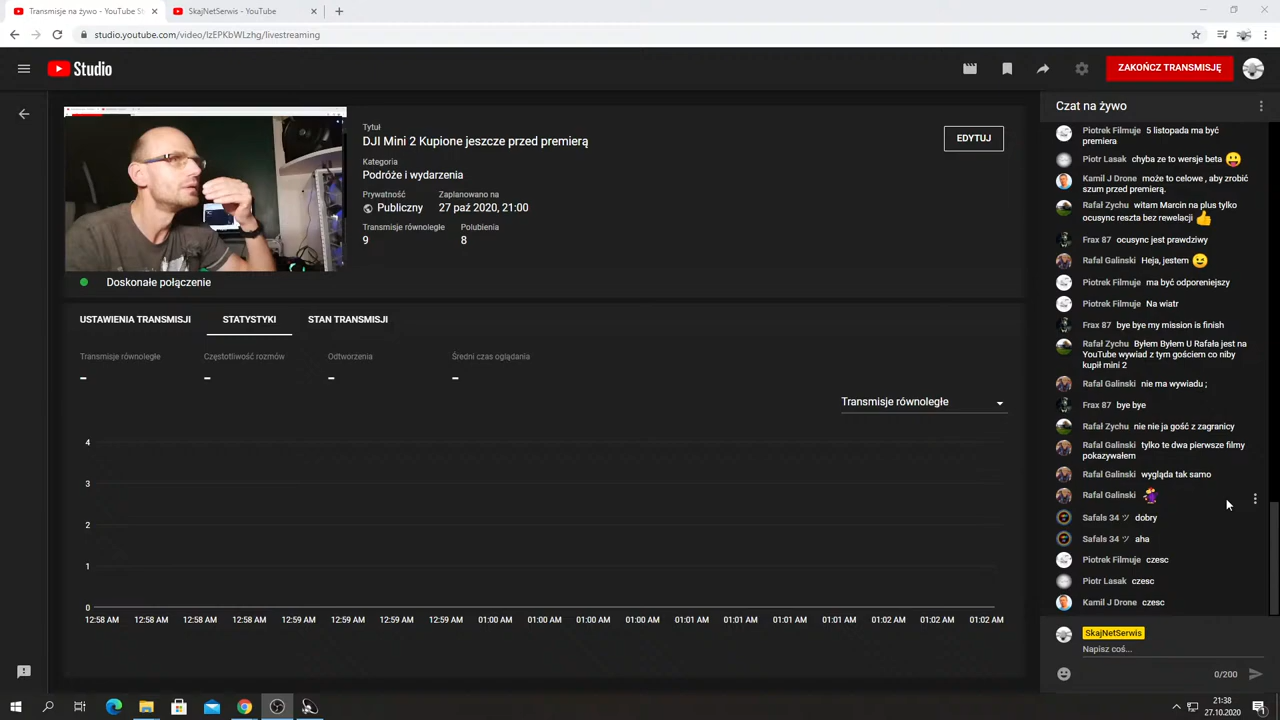 Transmisje na żywo - YouTube St
SkajNetSerwis - YouTube
studio.youtube.com/video/IzEPKbWLzhg/livestreaming
Studio
ZAKOŃCZ TRANSMISJĘ
Tytuł
DJI Mini 2 Kupione jeszcze przed premierą
EDYTUJ
Kategoria
Podróże i wydarzenia
Prywatność
Zaplanowano na
Publiczny
27 paź 2020, 21:00
Transmisje równoległe
Polubienia
9
8
Doskonałe połączenie
USTAWIENIA TRANSMISJI
STATYSTYKI
STAN TRANSMISJI
Transmisje równoległe
Częstotliwość rozmów
Odtworzenia
Średni czas oglądania
–
–
–
–
Transmisje równoległe
4
3
2
1
0
12:58 AM 12:58 AM 12:58 AM 12:58 AM 12:59 AM 12:59 AM 12:59 AM 12:59 AM 01:00 AM 01:00 AM 01:00 AM 01:00 AM 01:01 AM 01:01 AM 01:01 AM 01:01 AM 01:02 AM 01:02 AM 01:02 AM
Czat na żywo
Piotrek Filmuje 5 listopada ma być
premiera
Piotr Lasak chyba ze to wersje beta 😃
Kamil J Drone może to celowe , aby zrobić
szum przed premierą.
Rafał Zychu witam Marcin na plus tylko
ocusync reszta bez rewelacji 👍
Frax 87 ocusync jest prawdziwy
Rafal Galinski Heja, jestem 😉
Piotrek Filmuje ma być odporeniejszy
Piotrek Filmuje Na wiatr
Frax 87 bye bye my mission is finish
Rafał Zychu Byłem Byłem U Rafała jest na
YouTube wywiad z tym gościem co niby
kupił mini 2
Rafal Galinski nie ma wywiadu ;
Frax 87 bye bye
Rafał Zychu nie nie ja gość z zagranicy
Rafal Galinski tylko te dwa pierwsze filmy
pokazywałem
Rafal Galinski wygląda tak samo
Rafal Galinski
Safals 34 ツ dobry
Safals 34 ツ aha
Piotrek Filmuje czesc
Piotr Lasak czesc
Kamil J Drone czesc
SkajNetSerwis
Napisz coś...
0/200
21:38
27.10.2020
1